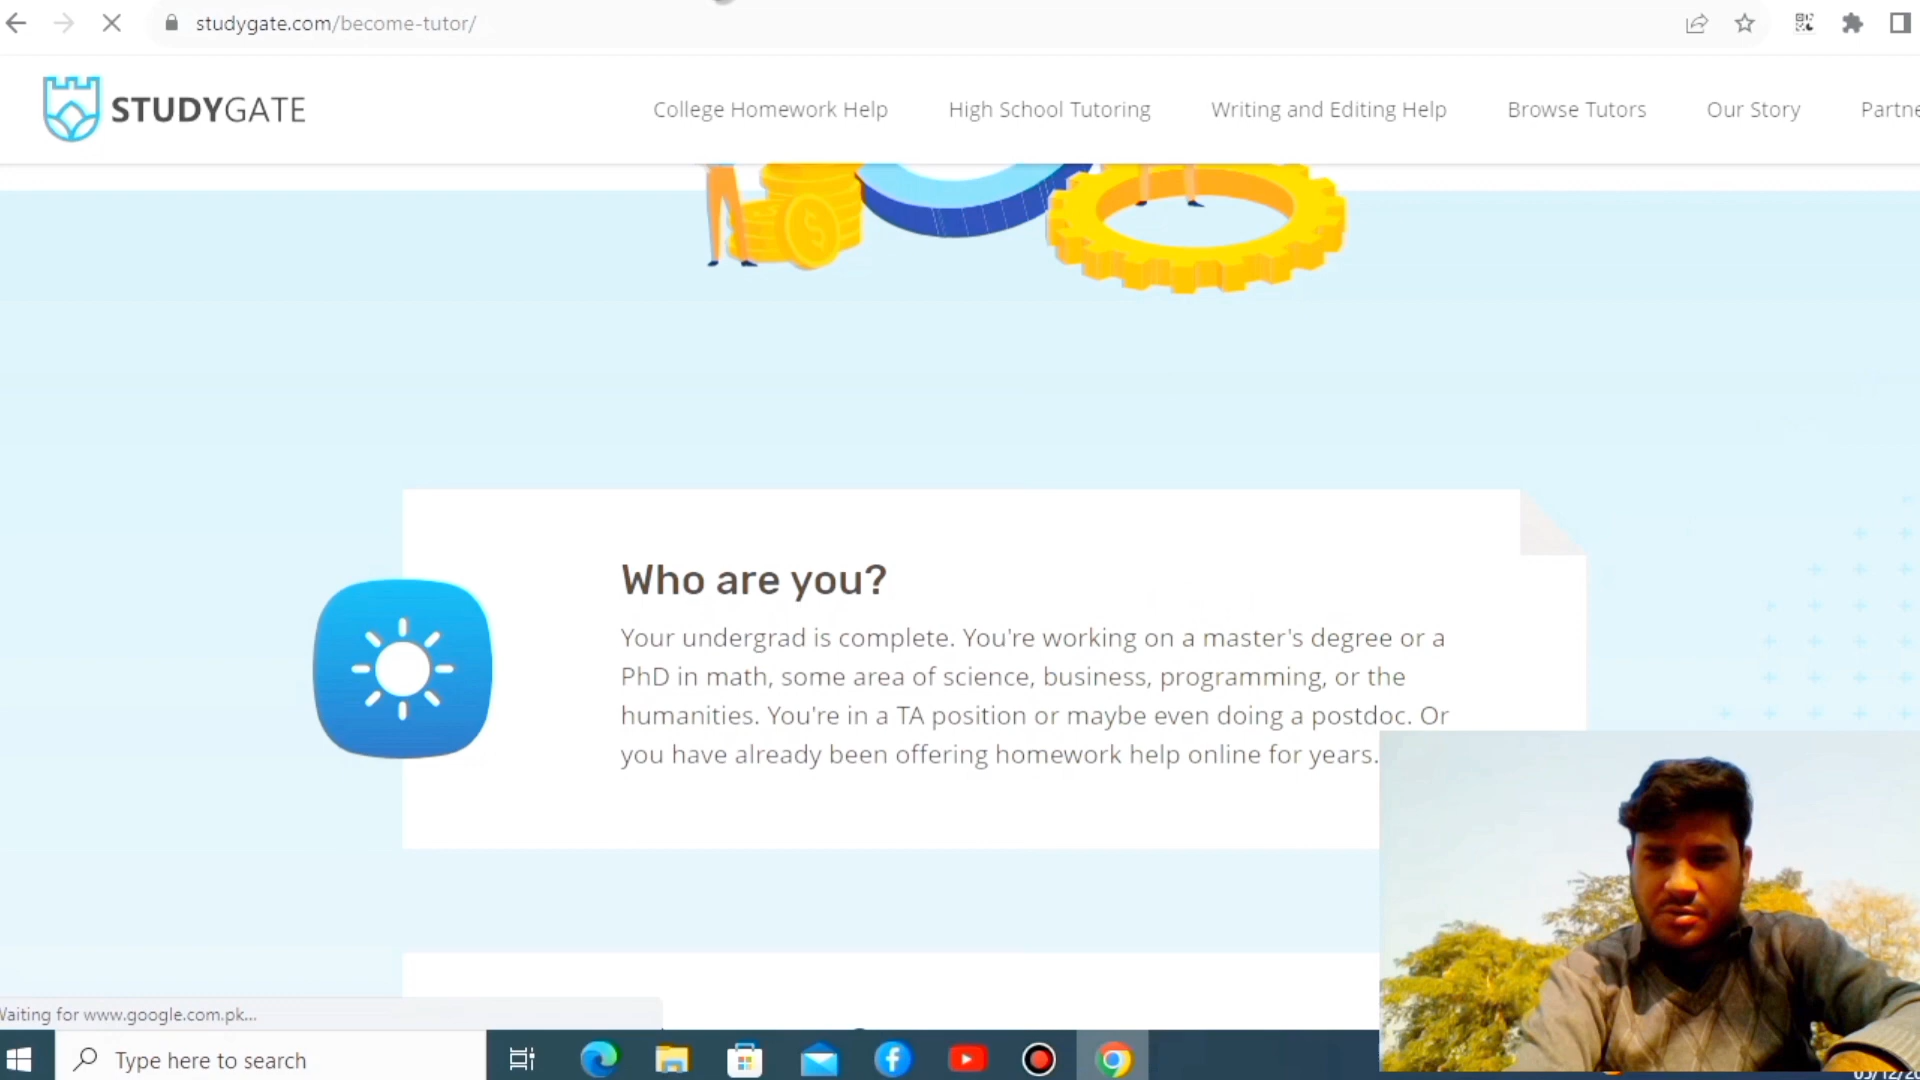 studygate.com/become-tutor/
STUDYGATE
College Homework Help
High School Tutoring
Writing and Editing Help
Browse Tutors
Our Story
Partne
$
Who are you?
Your undergrad is complete. You're working on a master's degree or a
PhD in math, some area of science, business, programming, or the
humanities. You're in a TA position or maybe even doing a postdoc. Or
you have already been offering homework help online for years.
Waiting for www.google.com.pk...
Type here to search